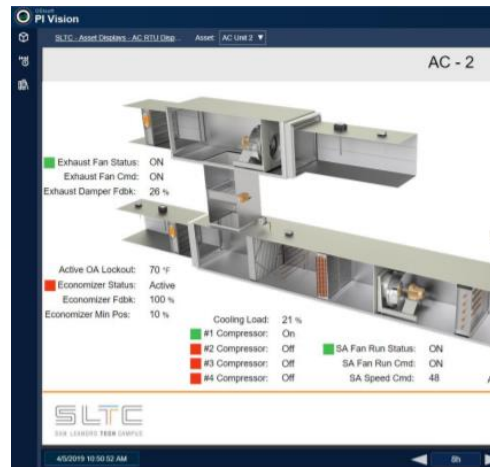 OSIsoft
PI Vision
SLTC - Asset Displays - AC RTU Disp... Asset: AC Unit 2
AC - 2
Exhaust Fan Status: ON
Exhaust Fan Cmd: ON
Exhaust Damper Fdbk: 26 %
Active OA Lockout: 70 °F
Economizer Status: Active
Economizer Fdbk: 100 %
Economizer Min Pos: 10 %
Cooling Load: 21 %
#1 Compressor: On
#2 Compressor: Off
#3 Compressor: Off
#4 Compressor: Off
SA Fan Run Status: ON
SA Fan Run Cmd: ON
SA Speed Cmd: 48
SLTC
SAN LEANDRO TECH CAMPUS
4/5/2019 10:50:52 AM
8h